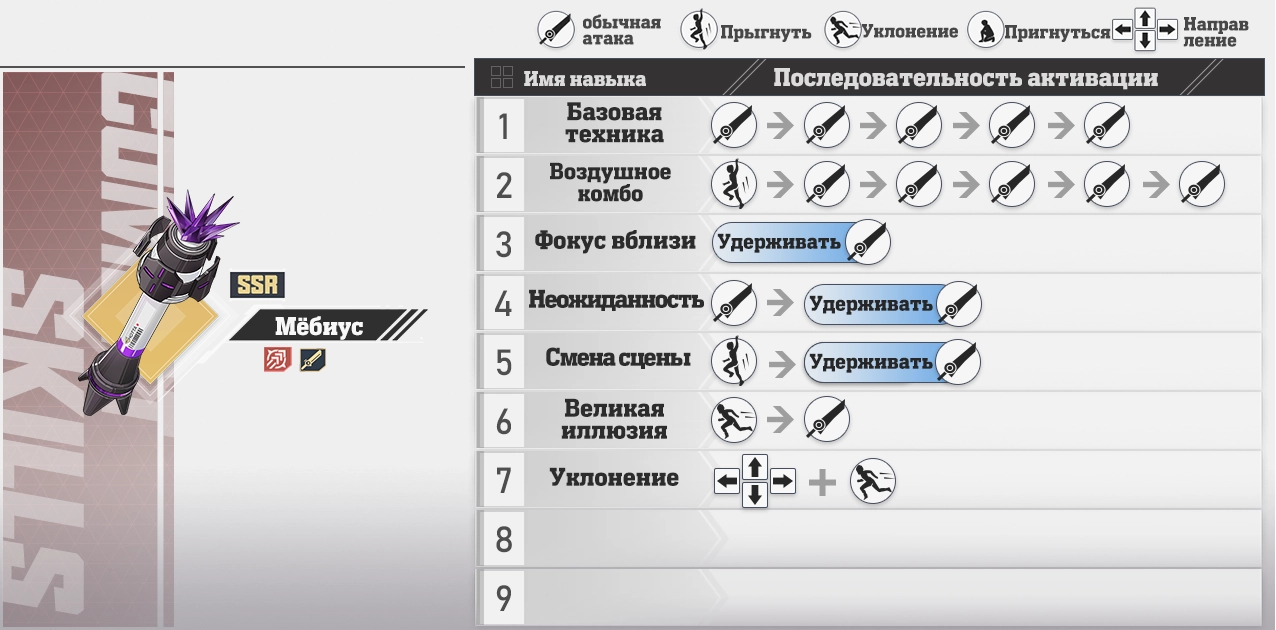 обычная
атака
Прыгнуть
Уклонение
Пригнуться
Направ
ление
Имя навыка
Последовательность активации
1
Базовая
техника
2
Воздушное
комбо
3
Фокус вблизи
Удерживать
4
Неожиданность
Удерживать
5
Смена сцены
Удерживать
6
Великая
иллюзия
7
Уклонение
8
9
SSR
Мёбиус
SKILLS